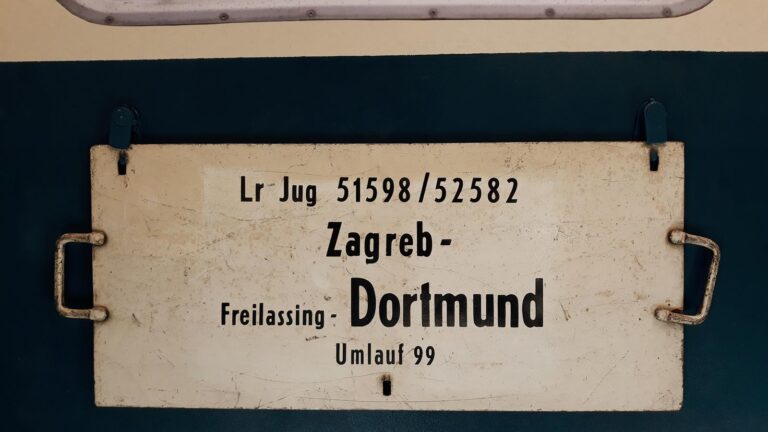 Lr Jug 51598/52582
Zagreb-
Freilassing- Dortmund
Umlauf 99